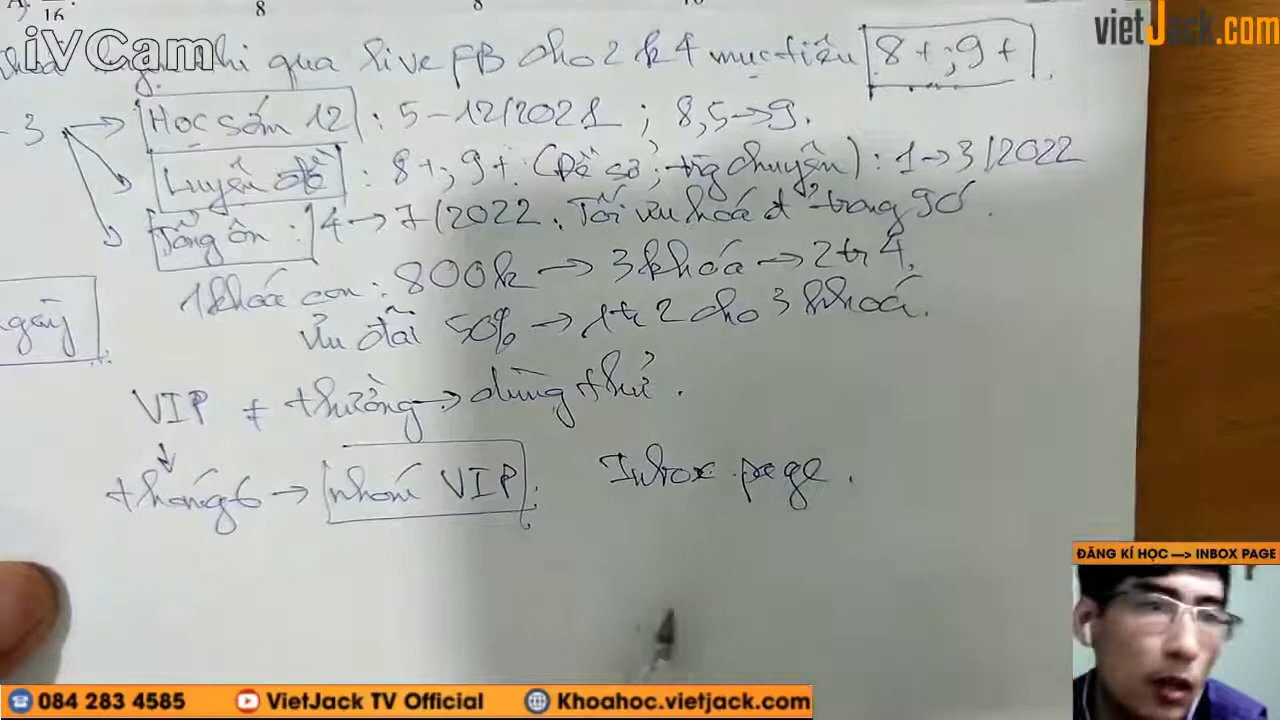 16
8
8
iVCam
vietJack.com
qua live FB cho 2k4 mục tiêu 8+; 9+.
3 → Học sớm 12 : 5 - 12/2021 ; 8,5 → 9.
Luyện đề : 8+; 9+. (Đề sở, trg chuyên) : 1 → 3/2022
Tổng ôn : 4 → 7/2022. Tối ưu hoá đ' trong
1 khoá con : 800k → 3 khoá → 2tr4.
ưu đãi 50% → 1tr2 cho 3 khoá.
VIP ≠ thường → dùng thử.
tháng 6 → nhóm VIP. Inbox page.
ĐĂNG KÍ HỌC —> INBOX PAGE
084 283 4585 VietJack TV Official Khoahoc.vietjack.com